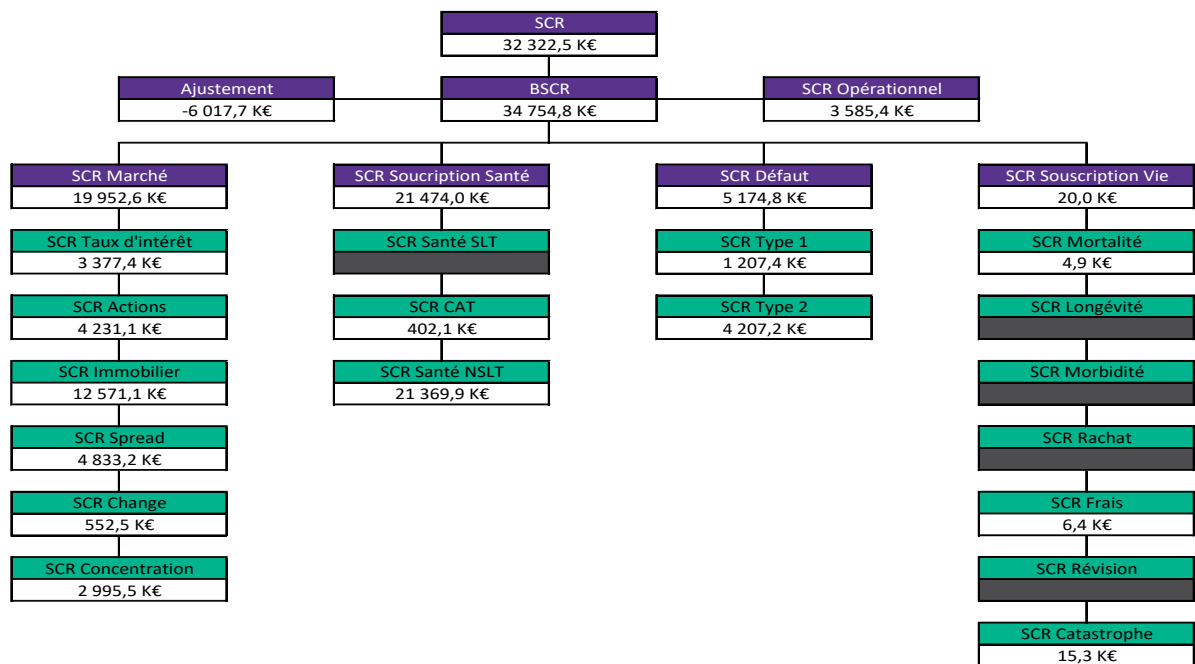 SCR
32 322,5 K€
Ajustement
-6 017,7 K€
BSCR
34 754,8 K€
SCR Opérationnel
3 585,4 K€
SCR Marché
19 952,6 K€
SCR Taux d'intérêt
3 377,4 K€
SCR Actions
4 231,1 K€
SCR Immobilier
12 571,1 K€
SCR Spread
4 833,2 K€
SCR Change
552,5 K€
SCR Concentration
2 995,5 K€
SCR Soucription Santé
21 474,0 K€
SCR Santé SLT
SCR CAT
402,1 K€
SCR Santé NSLT
21 369,9 K€
SCR Défaut
5 174,8 K€
SCR Type 1
1 207,4 K€
SCR Type 2
4 207,2 K€
SCR Souscription Vie
20,0 K€
SCR Mortalité
4,9 K€
SCR Longévité
SCR Morbidité
SCR Rachat
SCR Frais
6,4 K€
SCR Révision
SCR Catastrophe
15,3 K€